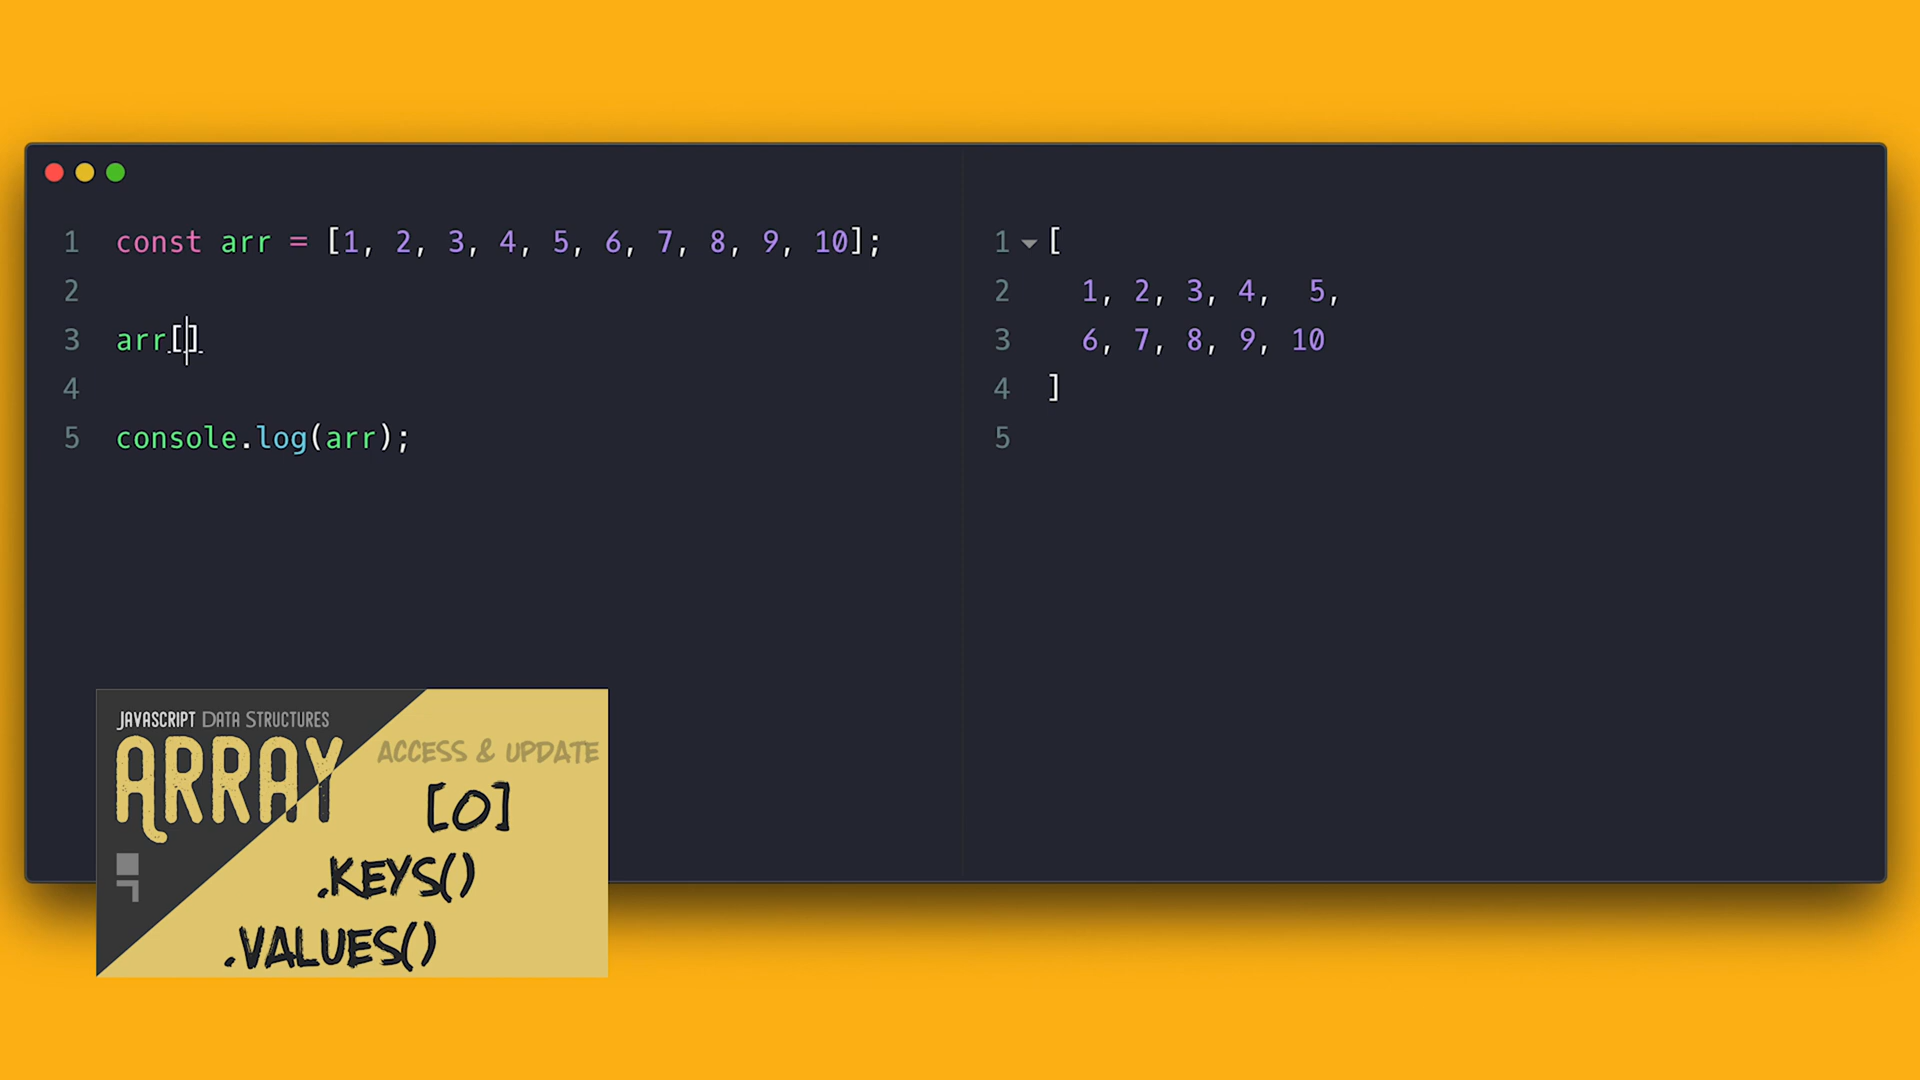 1 const arr = [1, 2, 3, 4, 5, 6, 7, 8, 9, 10];
2
3 arr[]
4
5 console.log(arr);
1 [
2 1, 2, 3, 4,  5,
3 6, 7, 8, 9, 10
4 ]
5
JAVASCRIPT DATA STRUCTURES
ARRAY
ACCESS & UPDATE
[0]
.KEYS()
.VALUES()